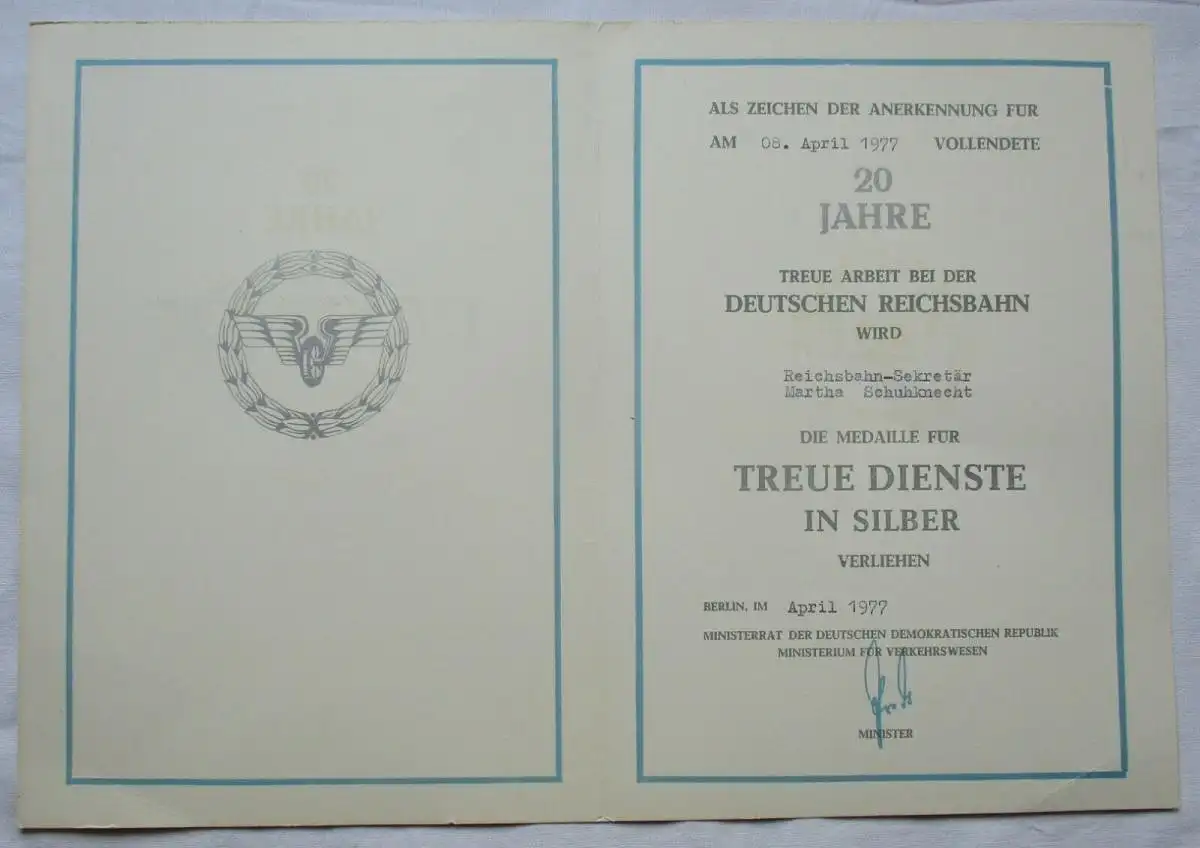 ALS ZEICHEN DER ANERKENNUNG FÜR
AM 08. April 1977 VOLLENDETE
20
JAHRE
TREUE ARBEIT BEI DER
DEUTSCHEN REICHSBAHN
WIRD
Reichsbahn-Sekretär
Martha Schuhknecht
DIE MEDAILLE FÜR
TREUE DIENSTE
IN SILBER
VERLIEHEN
BERLIN, IM April 1977
MINISTERRAT DER DEUTSCHEN DEMOKRATISCHEN REPUBLIK
MINISTERIUM FÜR VERKEHRSWESEN
MINISTER